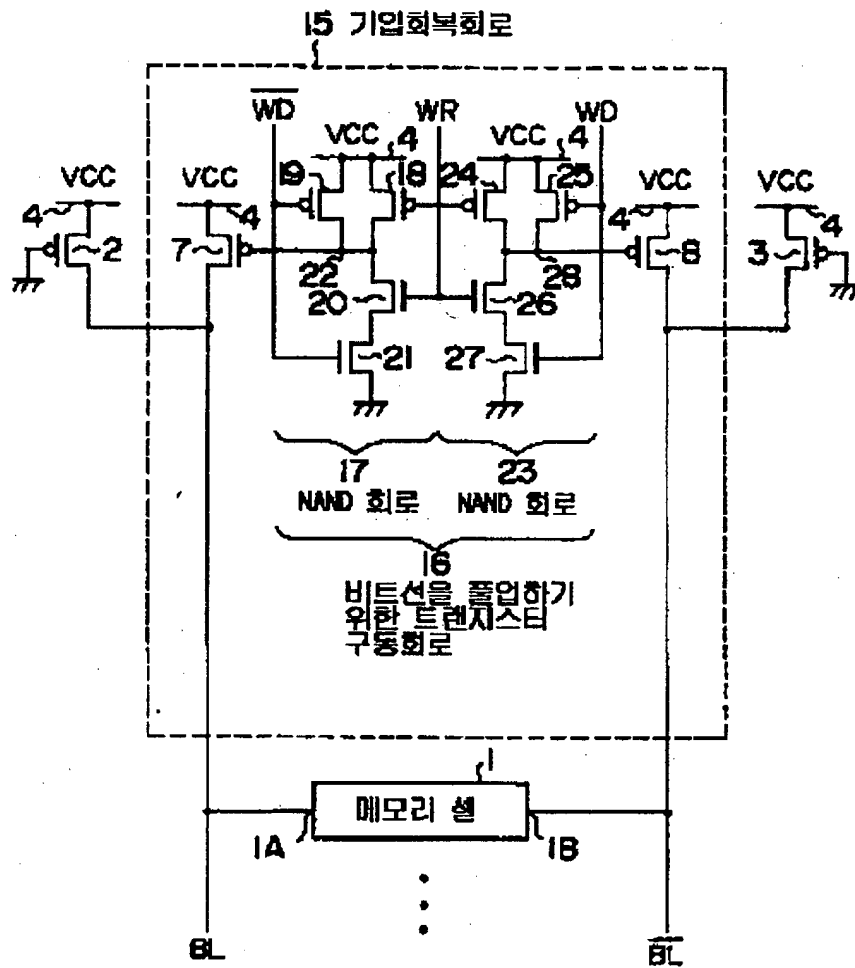 15 기입회복회로
W̅D̅ WR WD
VCC 4 VCC 4
19 18 24 25
VCC VCC VCC VCC
4 2 7 4 4 8 3 4
22 28
20 26
21 27
17 23
NAND 회로 NAND 회로
16
비트선을 풀업하기
위한 트랜지스터
구동회로
1
메모리 셀
1A 1B
BL B̅L̅